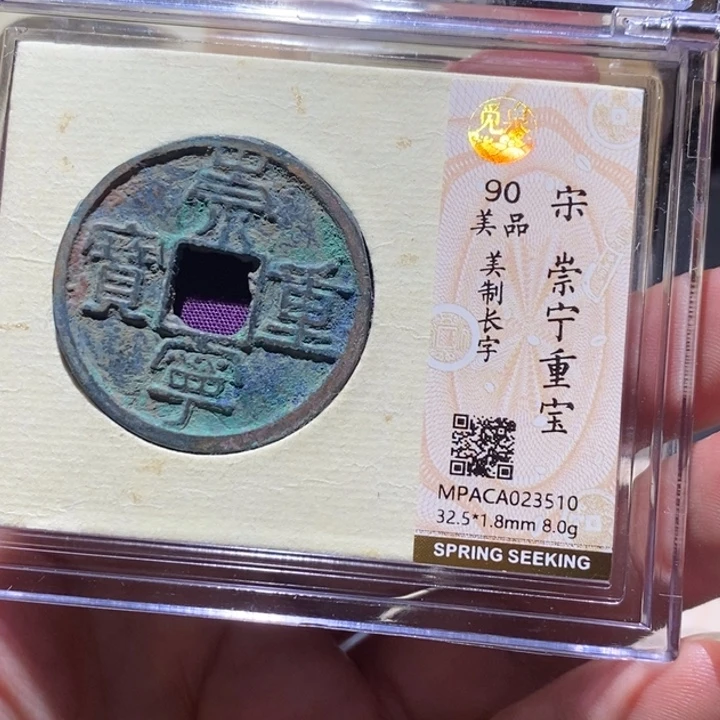 崇
重
寧
寶
觅泉
宋 崇宁重宝
90
美品
美制长字
MPACA023510
32.5*1.8mm 8.0g
SPRING SEEKING